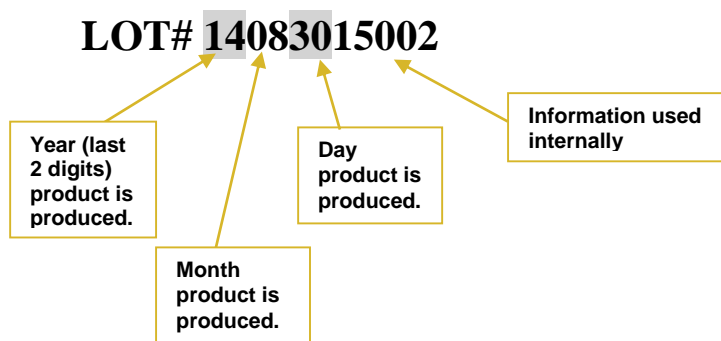 LOT# 14083015002
Information used
internally
Year (last
2 digits)
product is
produced.
Day
product is
produced.
Month
product is
produced.